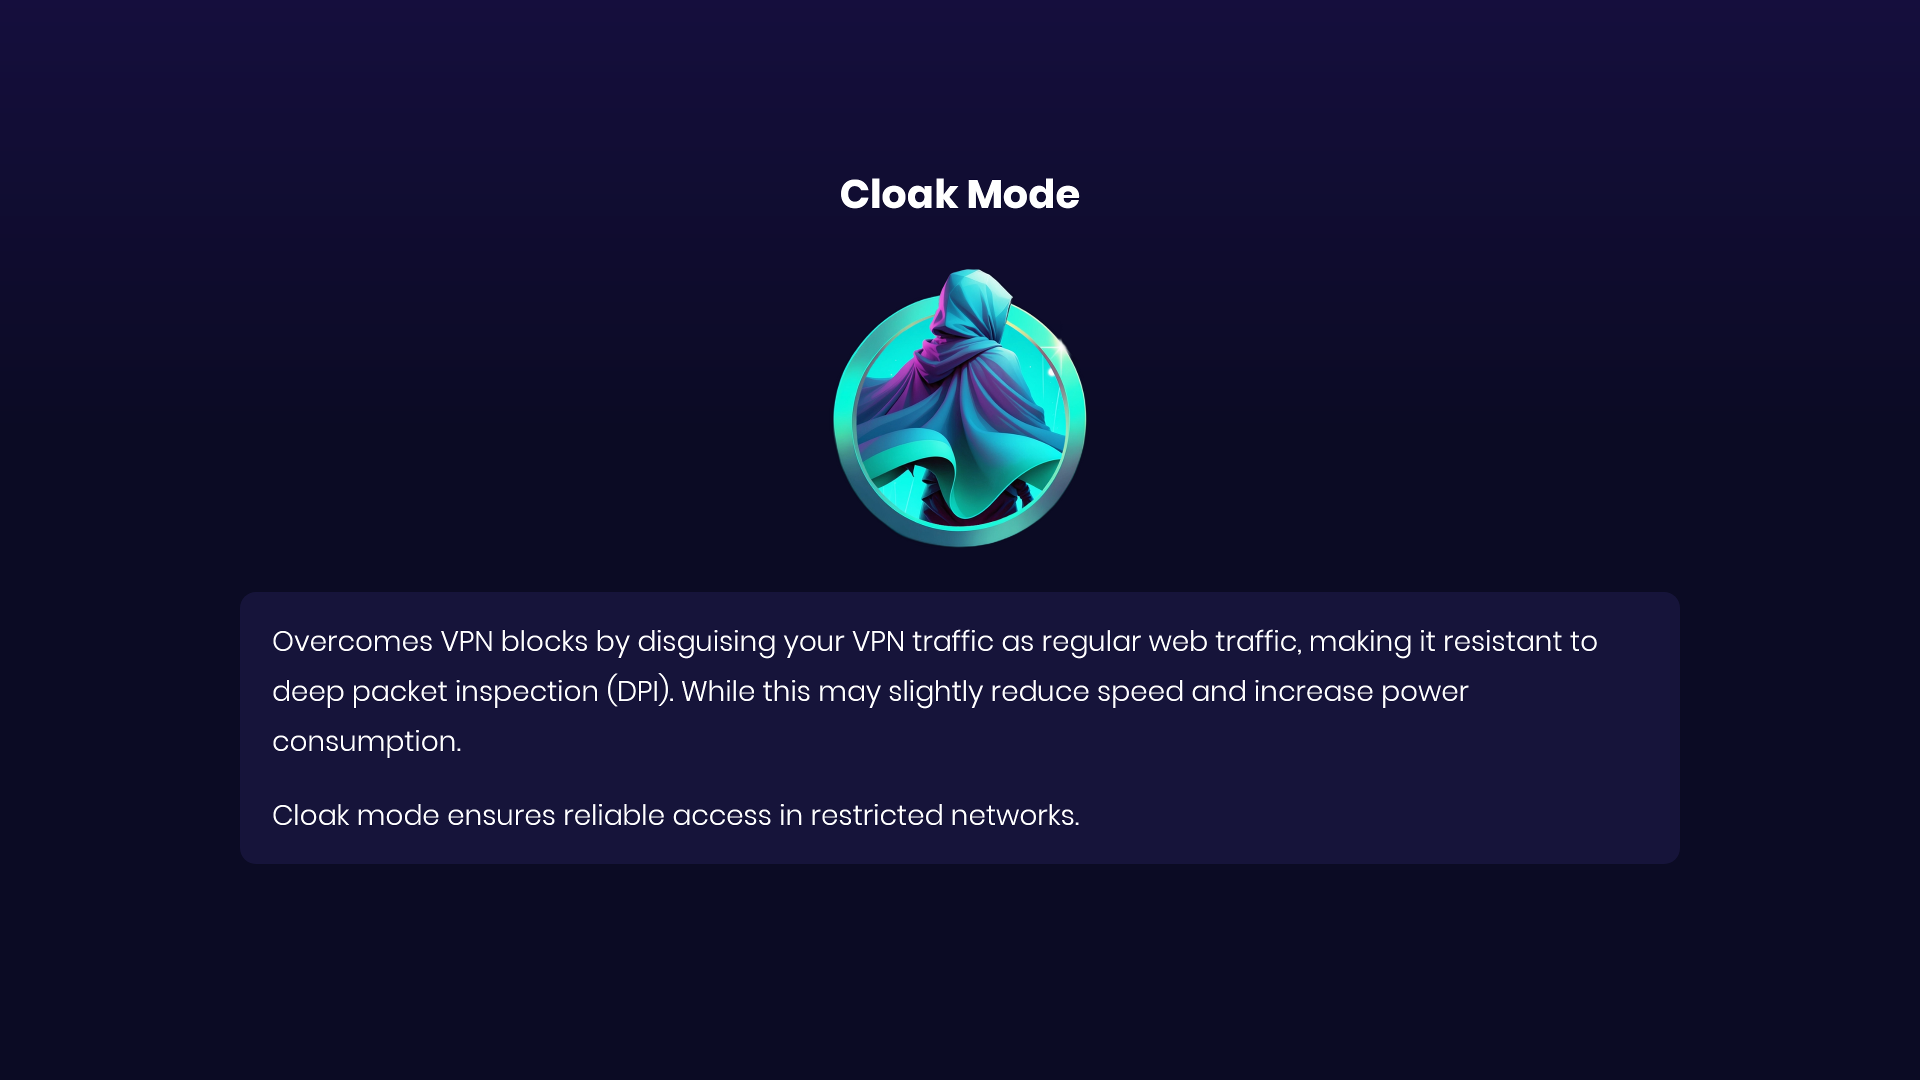 Cloak Mode
Overcomes VPN blocks by disguising your VPN traffic as regular web traffic, making it resistant to
deep packet inspection (DPI). While this may slightly reduce speed and increase power
consumption.
Cloak mode ensures reliable access in restricted networks.